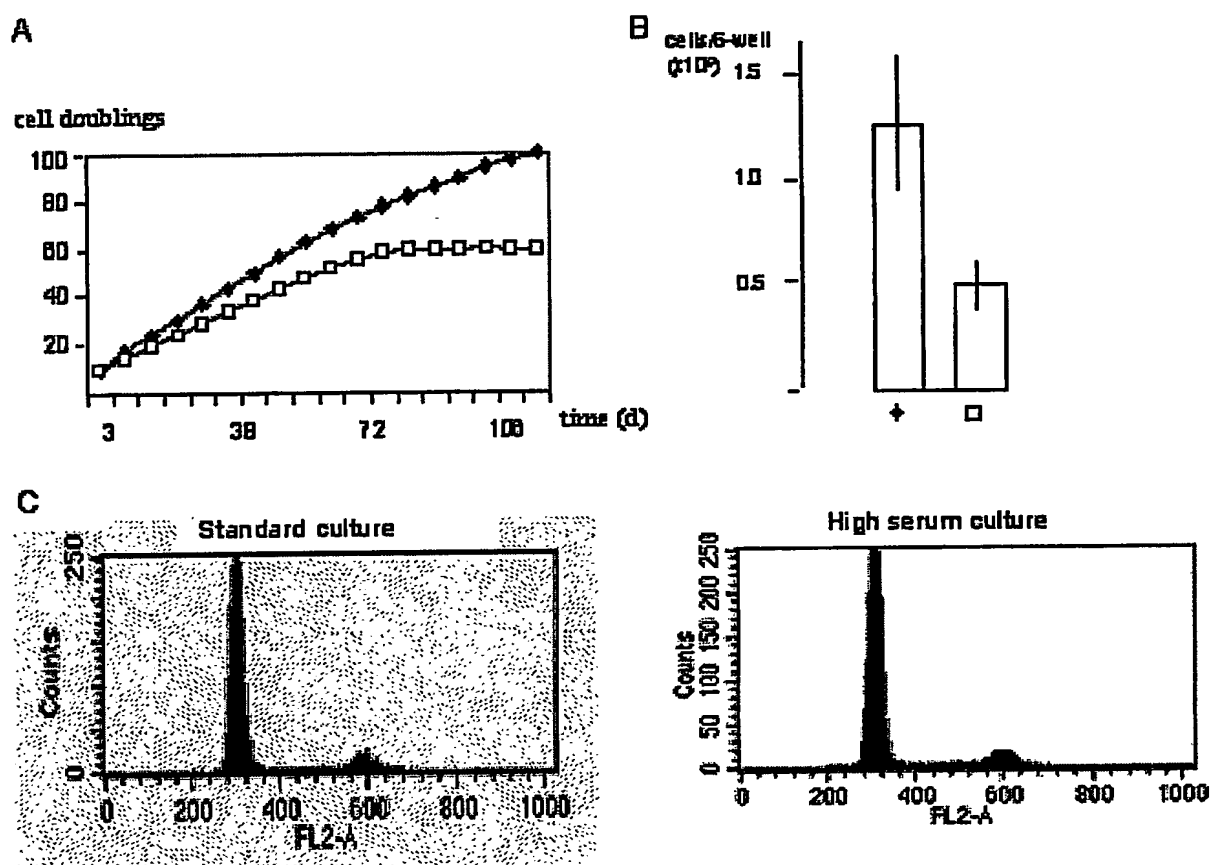 A
cell doublings
100
80
60
40
20
3 38 72 108
time (d)
B
cells/6-well
1.5
1.0
0.5
C
Standard culture
250
0
Counts
0 200 400 600 800 1000
FL2-A
High serum culture
250
200
150
100
50
0
Counts
0 200 400 600 800 1000
FL2-A